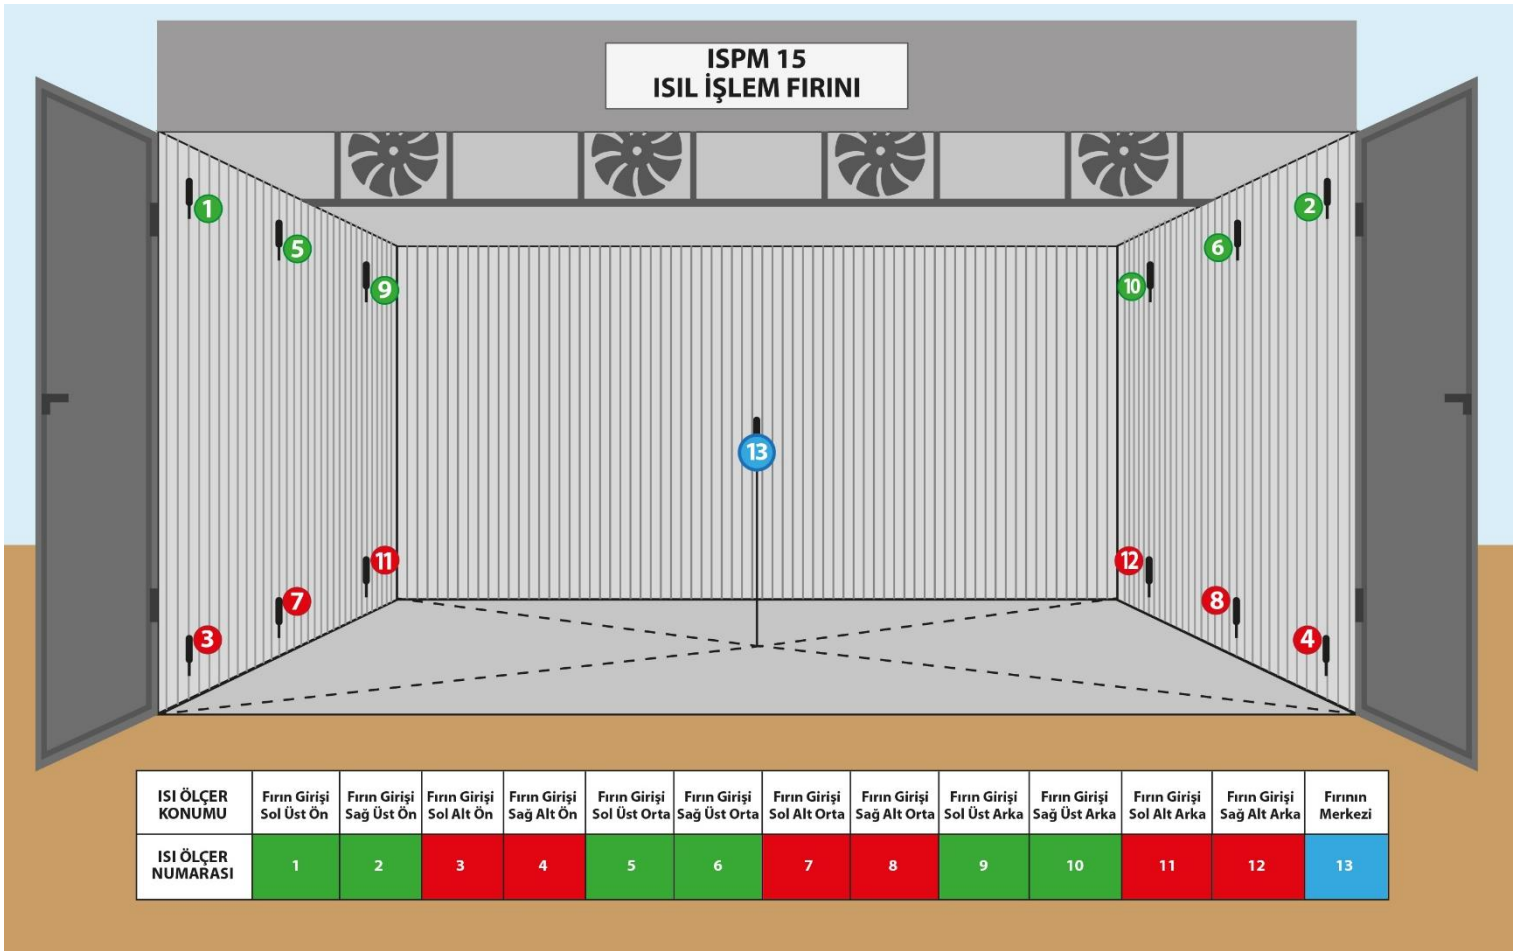 ISPM 15
ISIL İŞLEM FIRINI
1
2
5
6
9
10
13
11
12
7
8
3
4
ISI ÖLÇER KONUMU
Fırın Girişi Sol Üst Ön
Fırın Girişi Sağ Üst Ön
Fırın Girişi Sol Alt Ön
Fırın Girişi Sağ Alt Ön
Fırın Girişi Sol Üst Orta
Fırın Girişi Sağ Üst Orta
Fırın Girişi Sol Alt Orta
Fırın Girişi Sağ Alt Orta
Fırın Girişi Sol Üst Arka
Fırın Girişi Sağ Üst Arka
Fırın Girişi Sol Alt Arka
Fırın Girişi Sağ Alt Arka
Fırının Merkezi
ISI ÖLÇER NUMARASI
1
2
3
4
5
6
7
8
9
10
11
12
13